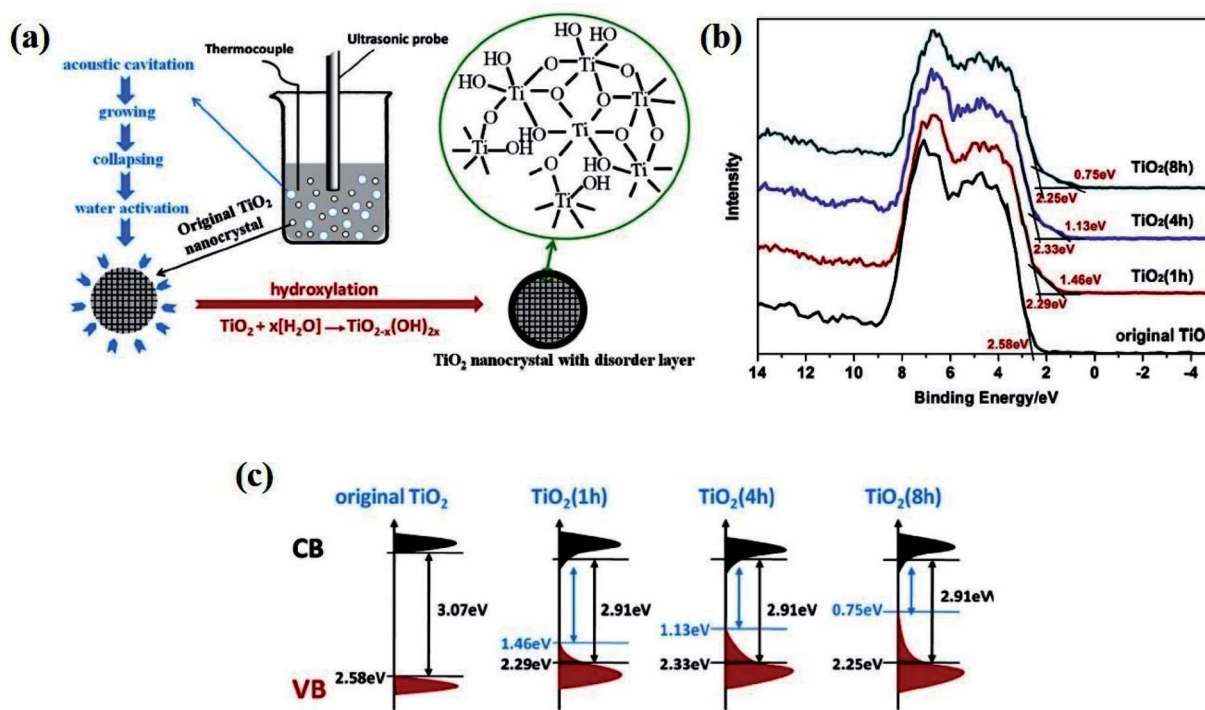 (a)
acoustic cavitation
growing
collapsing
water activation
Thermocouple
Ultrasonic probe
Original TiO₂
nanocrystal
hydroxylation
TiO₂ + x[H₂O] → TiO₂₋ₓ(OH)₂ₓ
HO
HO
HO
HO
HO
Ti
Ti
Ti
Ti
Ti
Ti
Ti
O
O
O
O
O
O
O
O
H
O
OH
HO
OH
TiO₂ nanocrystal with disorder layer
(b)
Intensity
TiO₂(8h)
0.75eV
2.25eV
TiO₂(4h)
1.13eV
2.33eV
TiO₂(1h)
1.46eV
2.29eV
original TiO
2.58eV
14 12 10 8 6 4 2 0 -2 -4
Binding Energy/eV
(c)
original TiO₂ TiO₂(1h) TiO₂(4h) TiO₂(8h)
CB
3.07eV 2.91eV 2.91eV 2.91eV
1.46eV 1.13eV 0.75eV
2.58eV 2.29eV 2.33eV 2.25eV
VB